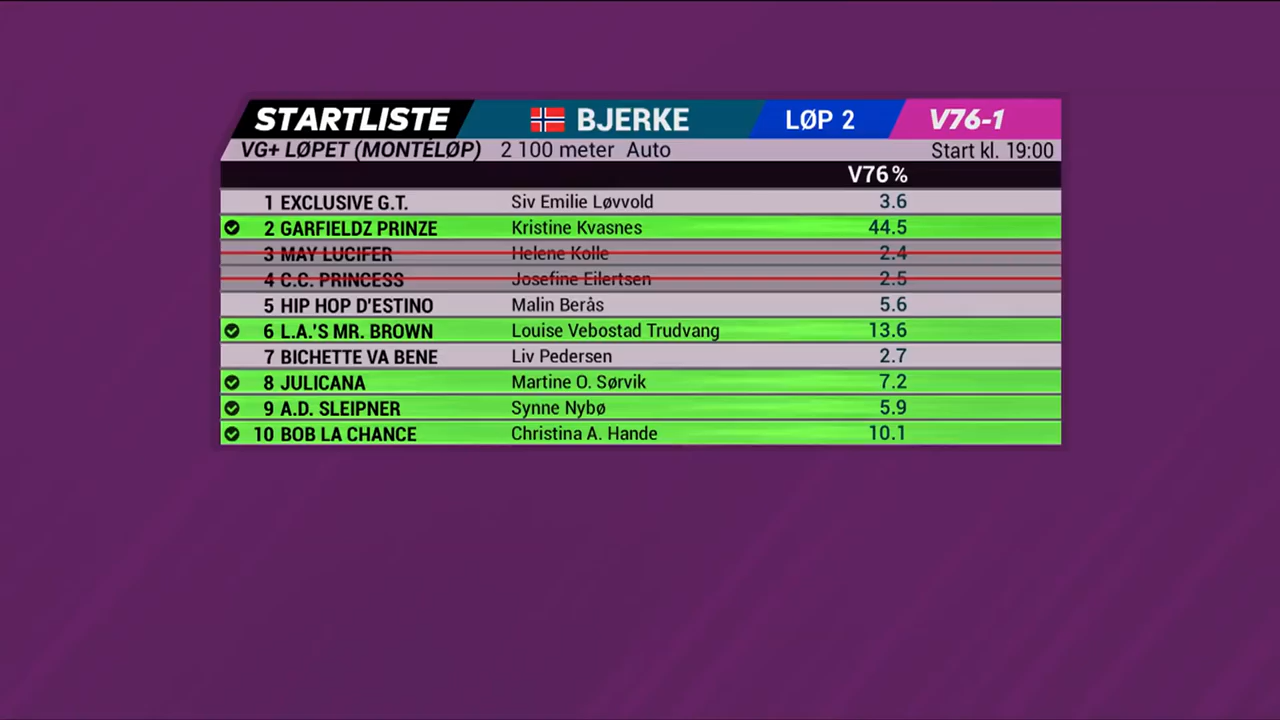 STARTLISTE BJERKE LØP 2 V76-1
VG+ LØPET (MONTÉLØP) 2 100 meter Auto Start kl. 19:00
V76%
1 EXCLUSIVE G.T. Siv Emilie Løvvold 3.6
2 GARFIELDZ PRINZE Kristine Kvasnes 44.5
3 MAY LUCIFER Helene Kolle 2.4
4 C.C. PRINCESS Josefine Eilertsen 2.5
5 HIP HOP D'ESTINO Malin Berås 5.6
6 L.A.'S MR. BROWN Louise Vebostad Trudvang 13.6
7 BICHETTE VA BENE Liv Pedersen 2.7
8 JULICANA Martine O. Sørvik 7.2
9 A.D. SLEIPNER Synne Nybø 5.9
10 BOB LA CHANCE Christina A. Hande 10.1